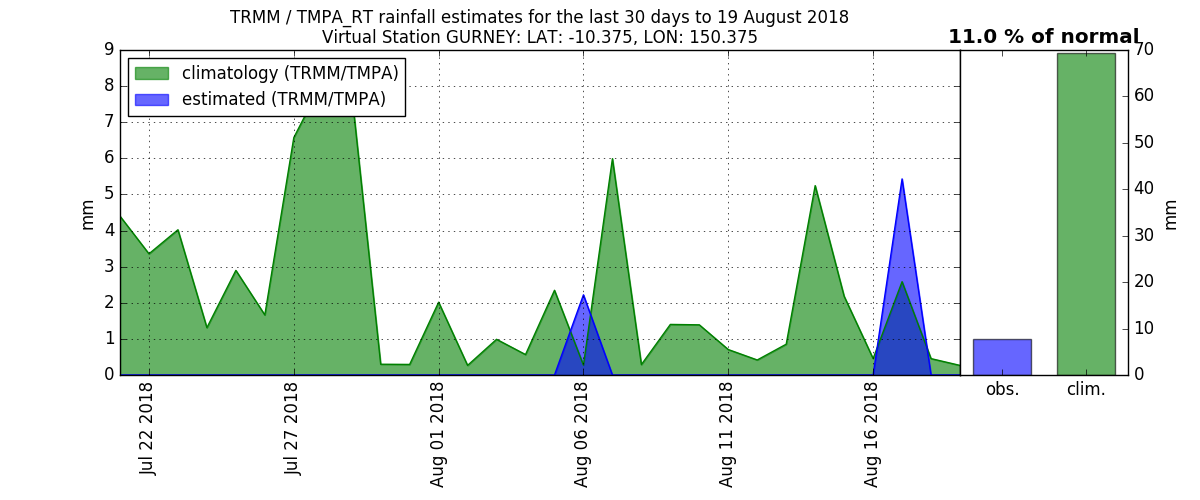 TRMM / TMPA_RT rainfall estimates for the last 30 days to 19 August 2018
Virtual Station GURNEY: LAT: -10.375, LON: 150.375
11.0 % of normal
climatology (TRMM/TMPA)
estimated (TRMM/TMPA)
9
8
7
6
5
4
3
2
1
0
mm
Jul 22 2018
Jul 27 2018
Aug 01 2018
Aug 06 2018
Aug 11 2018
Aug 16 2018
obs.
clim.
70
60
50
40
30
20
10
0
mm